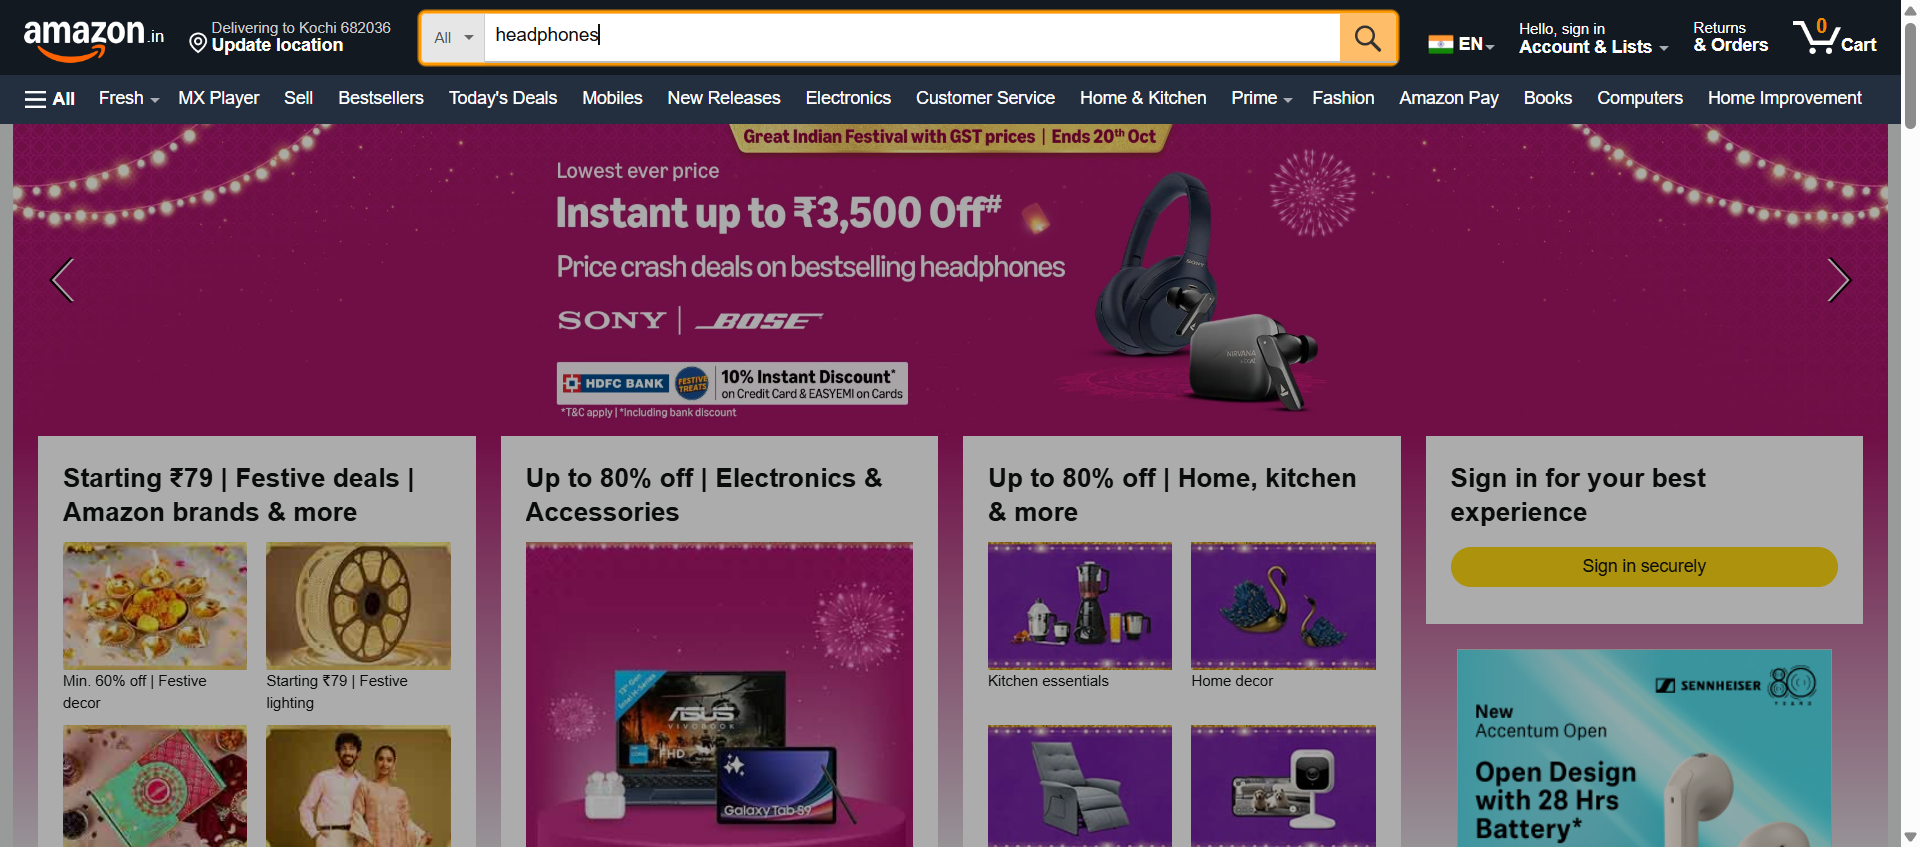 amazon.in
Delivering to Kochi 682036
Update location
All
headphones
EN
Hello, sign in
Account & Lists
Returns
& Orders
0
Cart
All
Fresh
MX Player
Sell
Bestsellers
Today's Deals
Mobiles
New Releases
Electronics
Customer Service
Home & Kitchen
Prime
Fashion
Amazon Pay
Books
Computers
Home Improvement
Great Indian Festival with GST prices | Ends 20th Oct
Lowest ever price
Instant up to ₹3,500 Off#
Price crash deals on bestselling headphones
SONY | BOSE
HDFC BANK
FESTIVE
TREATS
10% Instant Discount*
on Credit Card & EASYEMI on Cards
*T&C apply | *Including bank discount
SONY
NIRVANA
Starting ₹79 | Festive deals |
Amazon brands & more
Min. 60% off | Festive
decor
Starting ₹79 | Festive
lighting
Up to 80% off | Electronics &
Accessories
13th Gen
Intel H-Series
ASUS
VIVOBOOK
FHD
Galaxy Tab S9
Up to 80% off | Home, kitchen
& more
Kitchen essentials
Home decor
Sign in for your best
experience
Sign in securely
SENNHEISER
80
YEARS
New
Accentum Open
Open Design
with 28 Hrs
Battery*